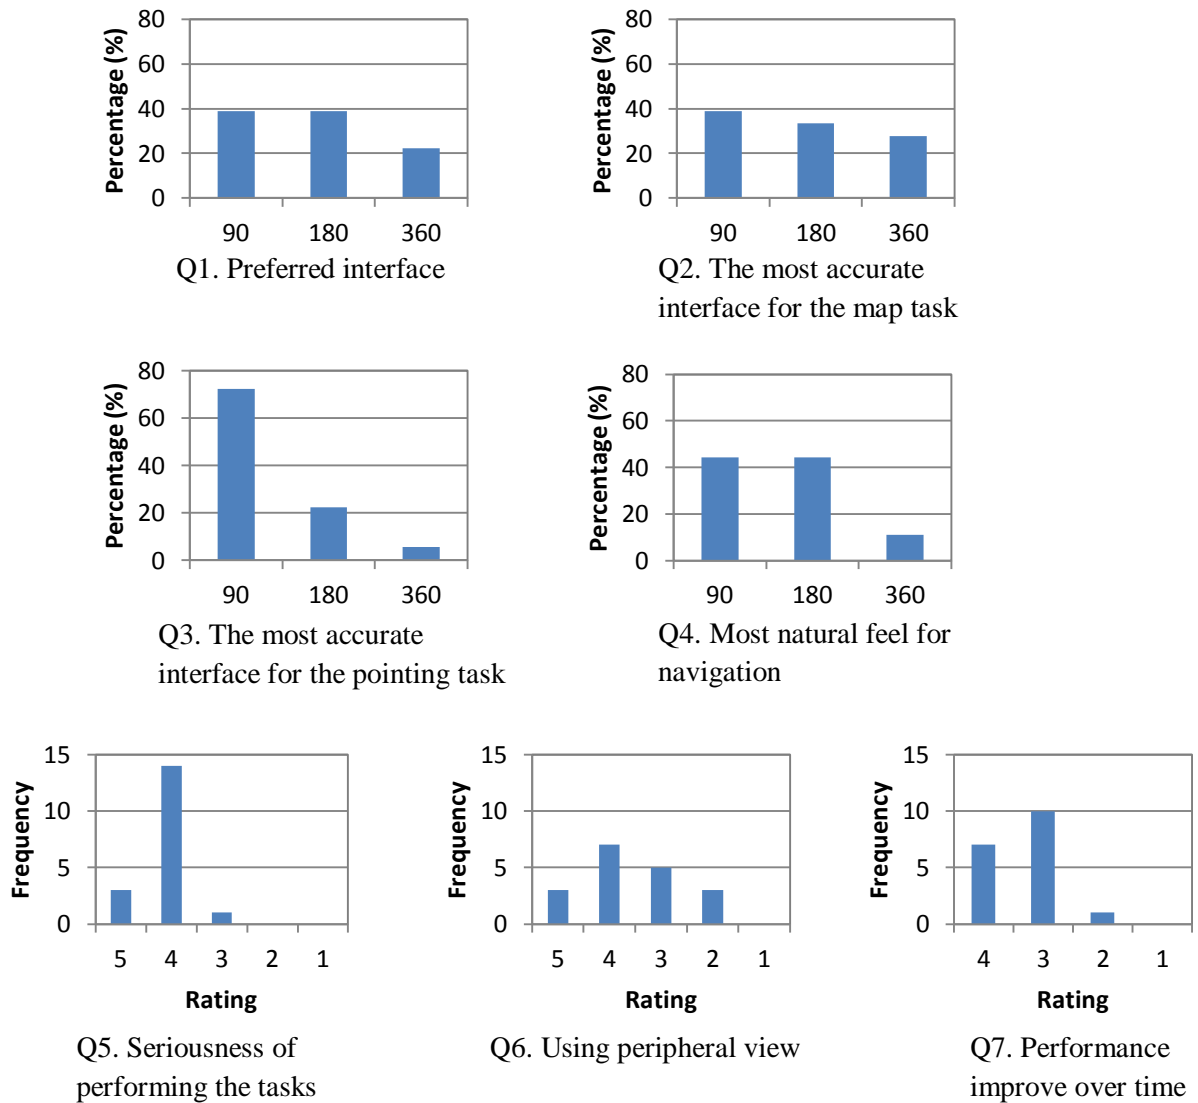 80
60
40
20
0
Percentage (%)
90 180 360
Q1. Preferred interface
80
60
40
20
0
Percentage (%)
90 180 360
Q2. The most accurate
interface for the map task
80
60
40
20
0
Percentage (%)
90 180 360
Q3. The most accurate
interface for the pointing task
80
60
40
20
0
Percentage (%)
90 180 360
Q4. Most natural feel for
navigation
15
10
5
0
Frequency
5 4 3 2 1
Rating
Q5. Seriousness of
performing the tasks
15
10
5
0
Frequency
5 4 3 2 1
Rating
Q6. Using peripheral view
15
10
5
0
Frequency
4 3 2 1
Rating
Q7. Performance
improve over time